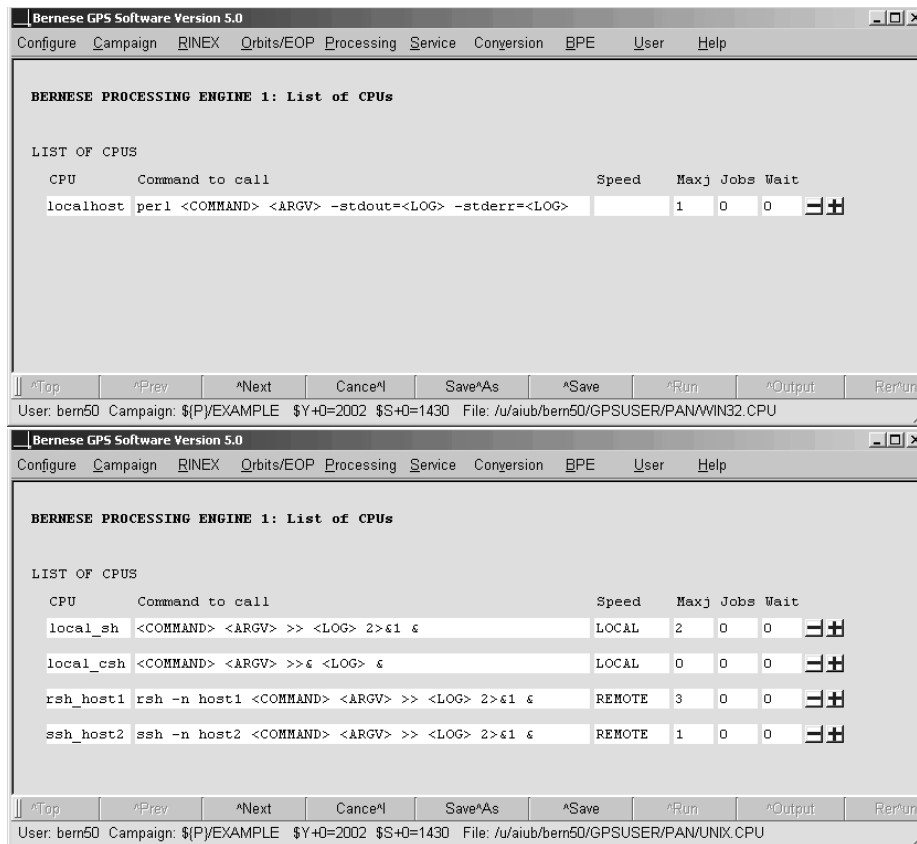 Bernese GPS Software Version 5.0
Configure Campaign RINEX Orbits/EOP Processing Service Conversion BPE User Help
BERNESE PROCESSING ENGINE 1: List of CPUs
LIST OF CPUS
CPU Command to call Speed Maxj Jobs Wait
localhost perl <COMMAND> <ARGV> -stdout=<LOG> -stderr=<LOG> 1 0 0
^Top ^Prev ^Next Cance^l Save^As ^Save ^Run ^Output Rer^un
User: bern50 Campaign: ${P}/EXAMPLE $Y+0=2002 $S+0=1430 File: /u/aiub/bern50/GPSUSER/PAN/WIN32.CPU
Bernese GPS Software Version 5.0
Configure Campaign RINEX Orbits/EOP Processing Service Conversion BPE User Help
BERNESE PROCESSING ENGINE 1: List of CPUs
LIST OF CPUS
CPU Command to call Speed Maxj Jobs Wait
local_sh <COMMAND> <ARGV> >> <LOG> 2>&1 & LOCAL 2 0 0
local_csh <COMMAND> <ARGV> >>& <LOG> & LOCAL 0 0 0
rsh_host1 rsh -n host1 <COMMAND> <ARGV> >> <LOG> 2>&1 & REMOTE 3 0 0
ssh_host2 ssh -n host2 <COMMAND> <ARGV> >> <LOG> 2>&1 & REMOTE 1 0 0
^Top ^Prev ^Next Cance^l Save^As ^Save ^Run ^Output Rer^un
User: bern50 Campaign: ${P}/EXAMPLE $Y+0=2002 $S+0=1430 File: /u/aiub/bern50/GPSUSER/PAN/UNIX.CPU